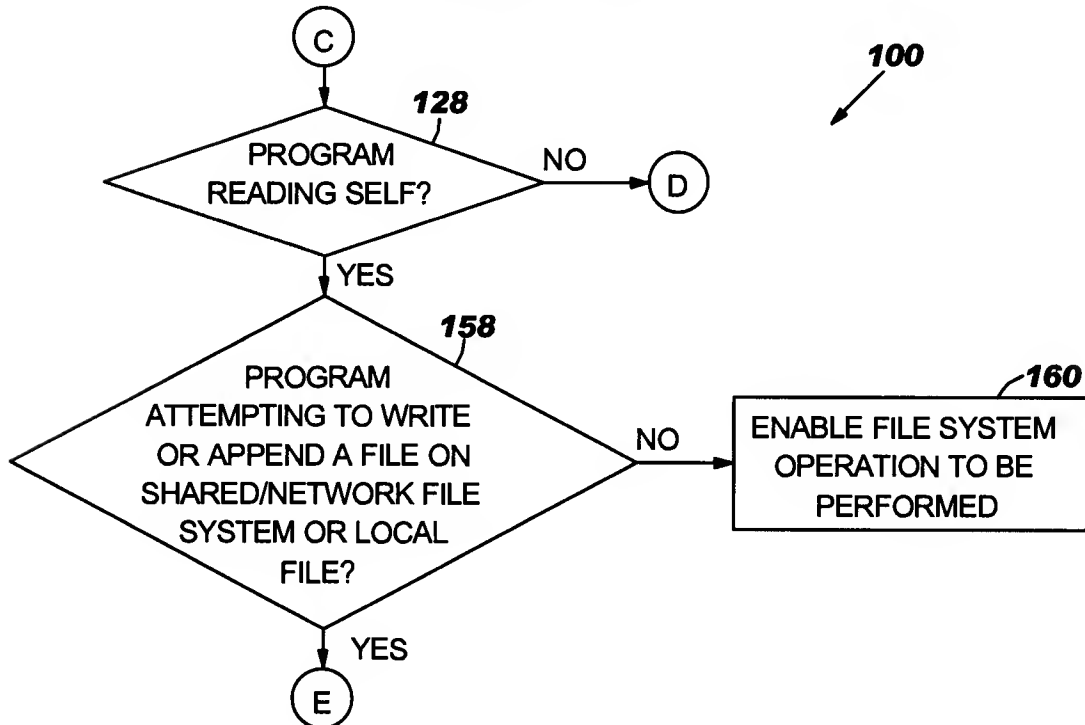 C
100
128
PROGRAM
READING SELF?
NO
D
YES
158
PROGRAM
ATTEMPTING TO WRITE
OR APPEND A FILE ON
SHARED/NETWORK FILE
SYSTEM OR LOCAL
FILE?
NO
160
ENABLE FILE SYSTEM
OPERATION TO BE
PERFORMED
YES
E